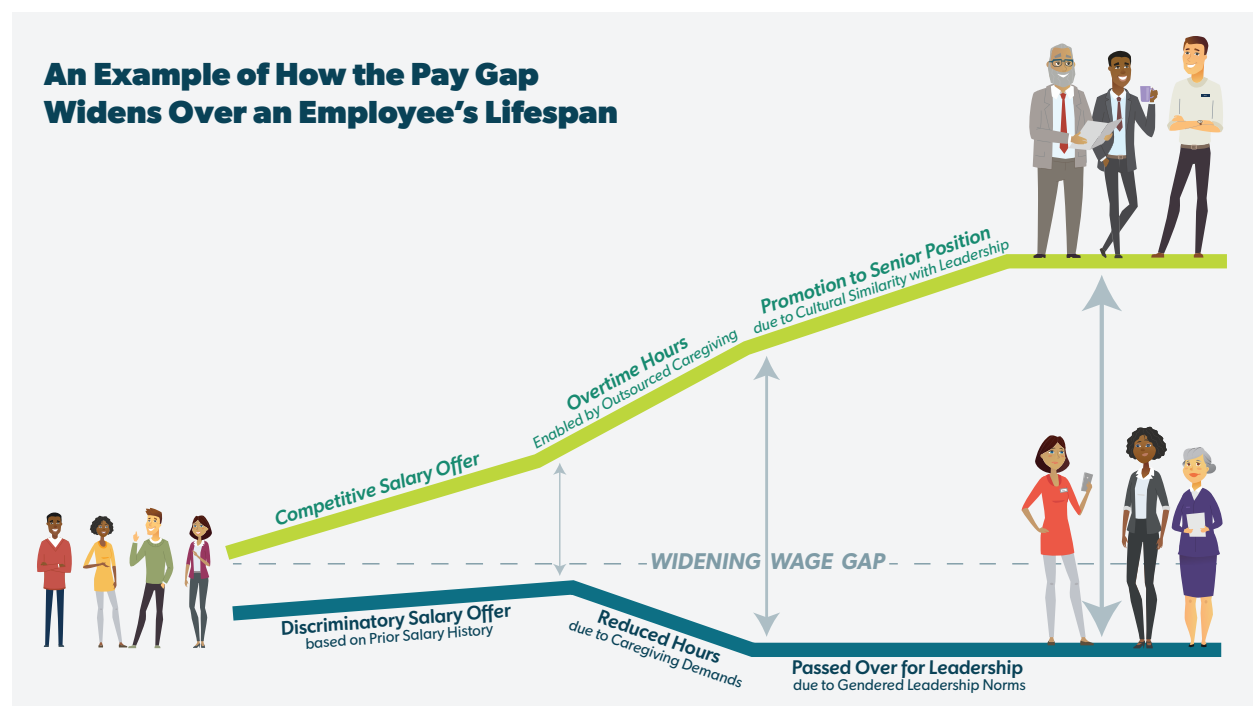 An Example of How the Pay Gap
Widens Over an Employee's Lifespan
Competitive Salary Offer
Overtime Hours
Enabled by Outsourced Caregiving
Promotion to Senior Position
due to Cultural Similarity with Leadership
WIDENING WAGE GAP
Discriminatory Salary Offer
based on Prior Salary History
Reduced Hours
due to Caregiving Demands
Passed Over for Leadership
due to Gendered Leadership Norms